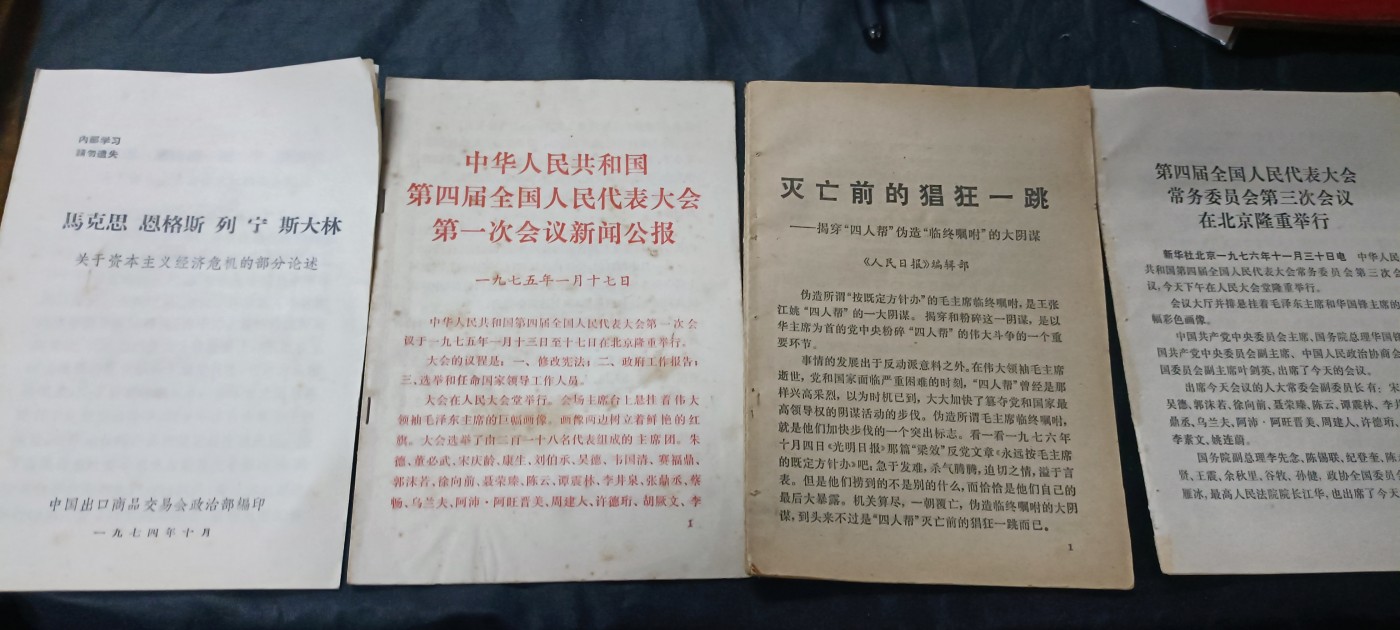 内部学习
请勿遗失
馬克思 恩格斯 列宁 斯大林
关于资本主义经济危机的部分论述
中国出口商品交易会政治部编印
一九七四年十月
中华人民共和国
第四届全国人民代表大会
第一次会议新闻公报
一九七五年一月十七日
中华人民共和国第四届全国人民代表大会第一次会
议于一九七五年一月十三日至十七日在北京隆重举行。
大会的议程是：一、修改宪法；二、政府工作报告；
三、选举和任命国家领导工作人员。
大会在人民大会堂举行。会场主席台上悬挂着伟大
领袖毛泽东主席的巨幅画像。画像两边树立着鲜艳的红
旗。大会选举了由二百一十八名代表组成的主席团。朱
德、董必武、宋庆龄、康生、刘伯承、吴德、韦国清、赛福鼎、
郭沫若、徐向前、聂荣臻、陈云、谭震林、李井泉、张鼎丞、蔡
畅、乌兰夫、阿沛·阿旺晋美、周建人、许德珩、胡厥文、李
1
灭亡前的猖狂一跳
——揭穿“四人帮”伪造“临终嘱咐”的大阴谋
《人民日报》编辑部
伪造所谓“按既定方针办”的毛主席临终嘱咐，是王张
江姚“四人帮”的一大阴谋。揭穿和粉碎这一阴谋，是以
华主席为首的党中央粉碎“四人帮”的伟大斗争的一个重
要环节。
事情的发展出于反动派意料之外。在伟大领袖毛主席
逝世，党和国家面临严重困难的时刻，“四人帮”曾经是那
样兴高采烈，以为时机已到，大大加快了篡夺党和国家最
高领导权的阴谋活动的步伐。伪造所谓毛主席临终嘱咐，
就是他们加快步伐的一个突出标志。看一看一九七六年
十月四日《光明日报》那篇“梁效”反党文章《永远按毛主席
的既定方针办》吧：急于发难，杀气腾腾，迫切之情，溢于言
表。但是他们捞到的不是别的什么，而恰恰是他们自己的
最后大暴露。机关算尽，一朝覆亡，伪造临终嘱咐的大阴
谋，到头来不过是“四人帮”灭亡前的猖狂一跳而已。
1
第四届全国人民代表大会
常务委员会第三次会议
在北京隆重举行
新华社北京一九七六年十一月三十日电 中华人民
共和国第四届全国人民代表大会常务委员会第三次会
议，今天下午在人民大会堂隆重举行。
会议大厅并排悬挂着毛泽东主席和华国锋主席的
幅彩色画像。
中国共产党中央委员会主席、国务院总理华国锋
国共产党中央委员会副主席、中国人民政治协商会
国委员会副主席叶剑英，出席了今天的会议。
出席今天会议的人大常委会副委员长有：宋
吴德、郭沫若、徐向前、聂荣臻、陈云、谭震林、李井
鼎丞、乌兰夫、阿沛·阿旺晋美、周建人、许德珩、
李素文、姚连蔚。
国务院副总理李先念、陈锡联、纪登奎、陈
贤、王震、余秋里、谷牧、孙健，政协全国委员
雁冰，最高人民法院院长江华，也出席了今天